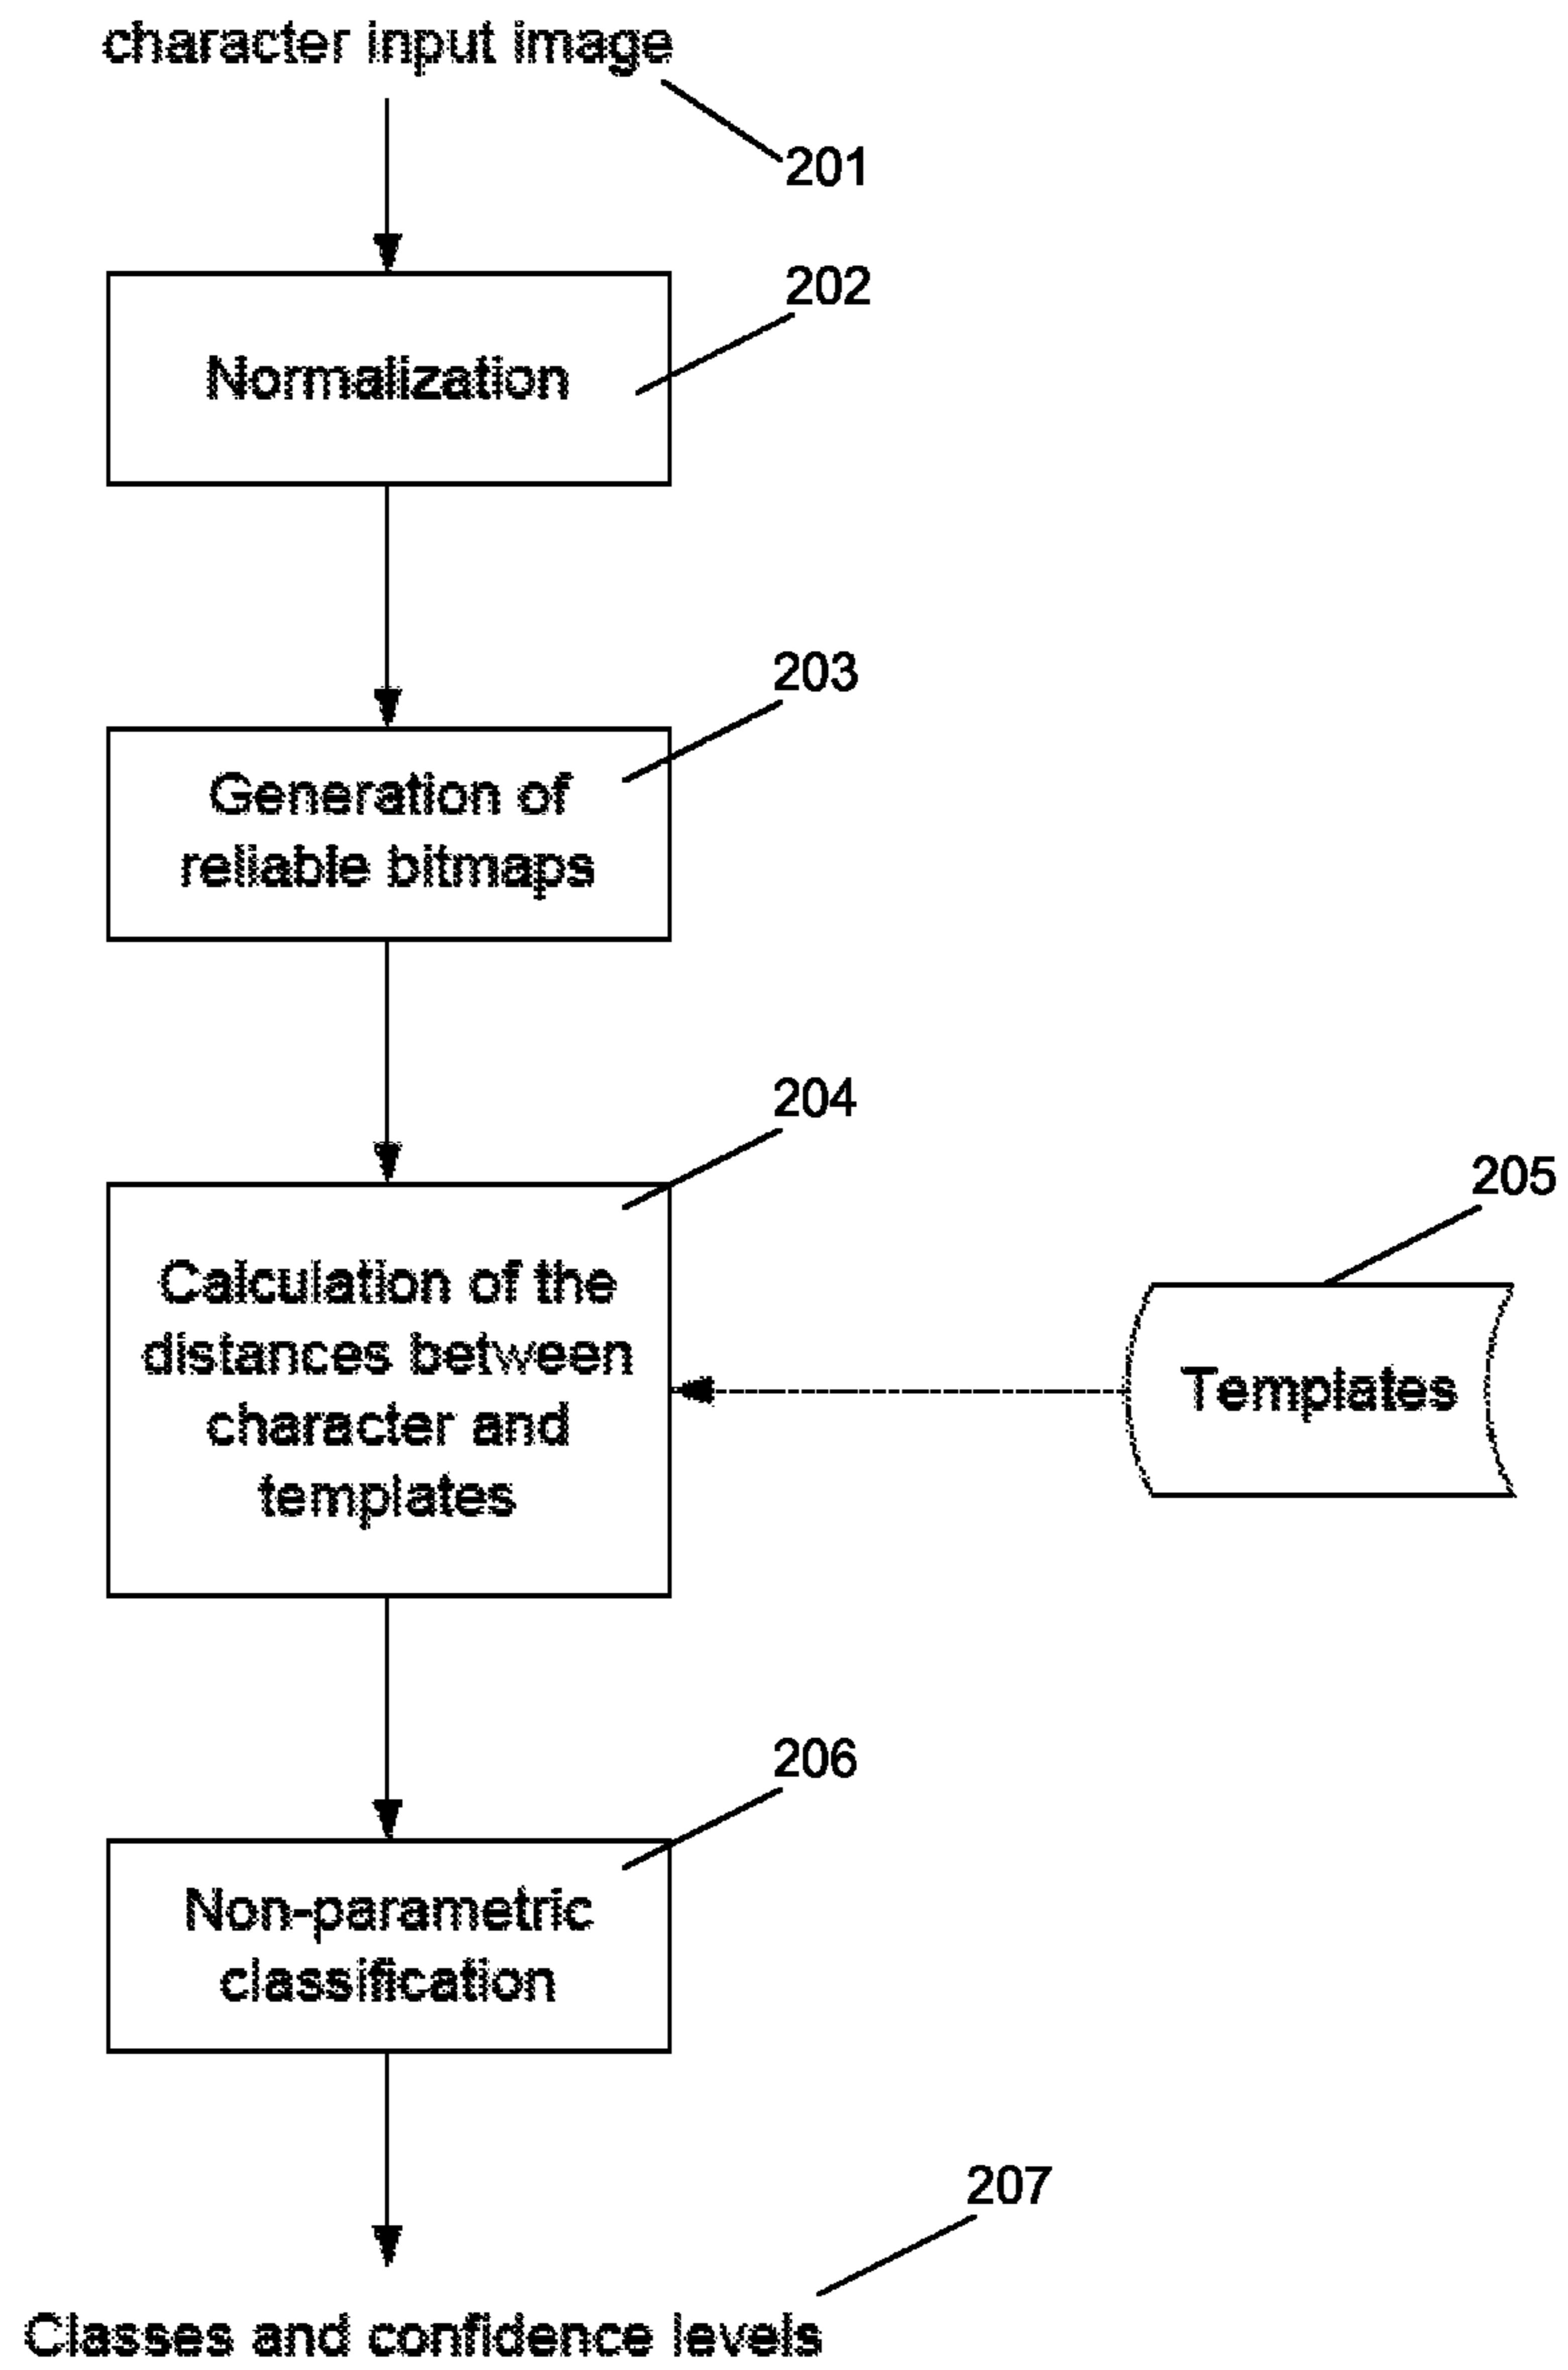 character input image
201
202
Normalization
203
Generation of
reliable bitmaps
204
205
Calculation of the
distances between
character and
templates
Templates
206
Non-parametric
classification
207
Classes and confidence levels